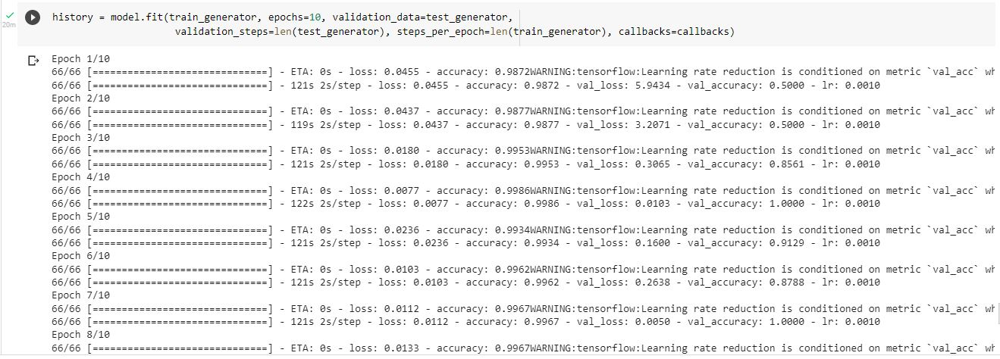 history = model.fit(train_generator, epochs=10, validation_data=test_generator,
20m
validation_steps=len(test_generator), steps_per_epoch=len(train_generator), callbacks=callbacks)
Epoch 1/10
66/66 [==============================] - ETA: 0s - loss: 0.0455 - accuracy: 0.9872WARNING:tensorflow:Learning rate reduction is conditioned on metric `val_acc` wh
66/66 [==============================] - 121s 2s/step - loss: 0.0455 - accuracy: 0.9872 - val_loss: 5.9434 - val_accuracy: 0.5000 - lr: 0.0010
Epoch 2/10
66/66 [==============================] - ETA: 0s - loss: 0.0437 - accuracy: 0.9877WARNING:tensorflow:Learning rate reduction is conditioned on metric `val_acc` wh
66/66 [==============================] - 119s 2s/step - loss: 0.0437 - accuracy: 0.9877 - val_loss: 3.2071 - val_accuracy: 0.5000 - lr: 0.0010
Epoch 3/10
66/66 [==============================] - ETA: 0s - loss: 0.0180 - accuracy: 0.9953WARNING:tensorflow:Learning rate reduction is conditioned on metric `val_acc` wh
66/66 [==============================] - 121s 2s/step - loss: 0.0180 - accuracy: 0.9953 - val_loss: 0.3065 - val_accuracy: 0.8561 - lr: 0.0010
Epoch 4/10
66/66 [==============================] - ETA: 0s - loss: 0.0077 - accuracy: 0.9986WARNING:tensorflow:Learning rate reduction is conditioned on metric `val_acc` wh
66/66 [==============================] - 122s 2s/step - loss: 0.0077 - accuracy: 0.9986 - val_loss: 0.0103 - val_accuracy: 1.0000 - lr: 0.0010
Epoch 5/10
66/66 [==============================] - ETA: 0s - loss: 0.0236 - accuracy: 0.9934WARNING:tensorflow:Learning rate reduction is conditioned on metric `val_acc` wh
66/66 [==============================] - 121s 2s/step - loss: 0.0236 - accuracy: 0.9934 - val_loss: 0.1600 - val_accuracy: 0.9129 - lr: 0.0010
Epoch 6/10
66/66 [==============================] - ETA: 0s - loss: 0.0103 - accuracy: 0.9962WARNING:tensorflow:Learning rate reduction is conditioned on metric `val_acc` wh
66/66 [==============================] - 121s 2s/step - loss: 0.0103 - accuracy: 0.9962 - val_loss: 0.2638 - val_accuracy: 0.8788 - lr: 0.0010
Epoch 7/10
66/66 [==============================] - ETA: 0s - loss: 0.0112 - accuracy: 0.9967WARNING:tensorflow:Learning rate reduction is conditioned on metric `val_acc` wh
66/66 [==============================] - 121s 2s/step - loss: 0.0112 - accuracy: 0.9967 - val_loss: 0.0050 - val_accuracy: 1.0000 - lr: 0.0010
Epoch 8/10
66/66 [==============================] - ETA: 0s - loss: 0.0133 - accuracy: 0.9967WARNING:tensorflow:Learning rate reduction is conditioned on metric `val_acc` wh